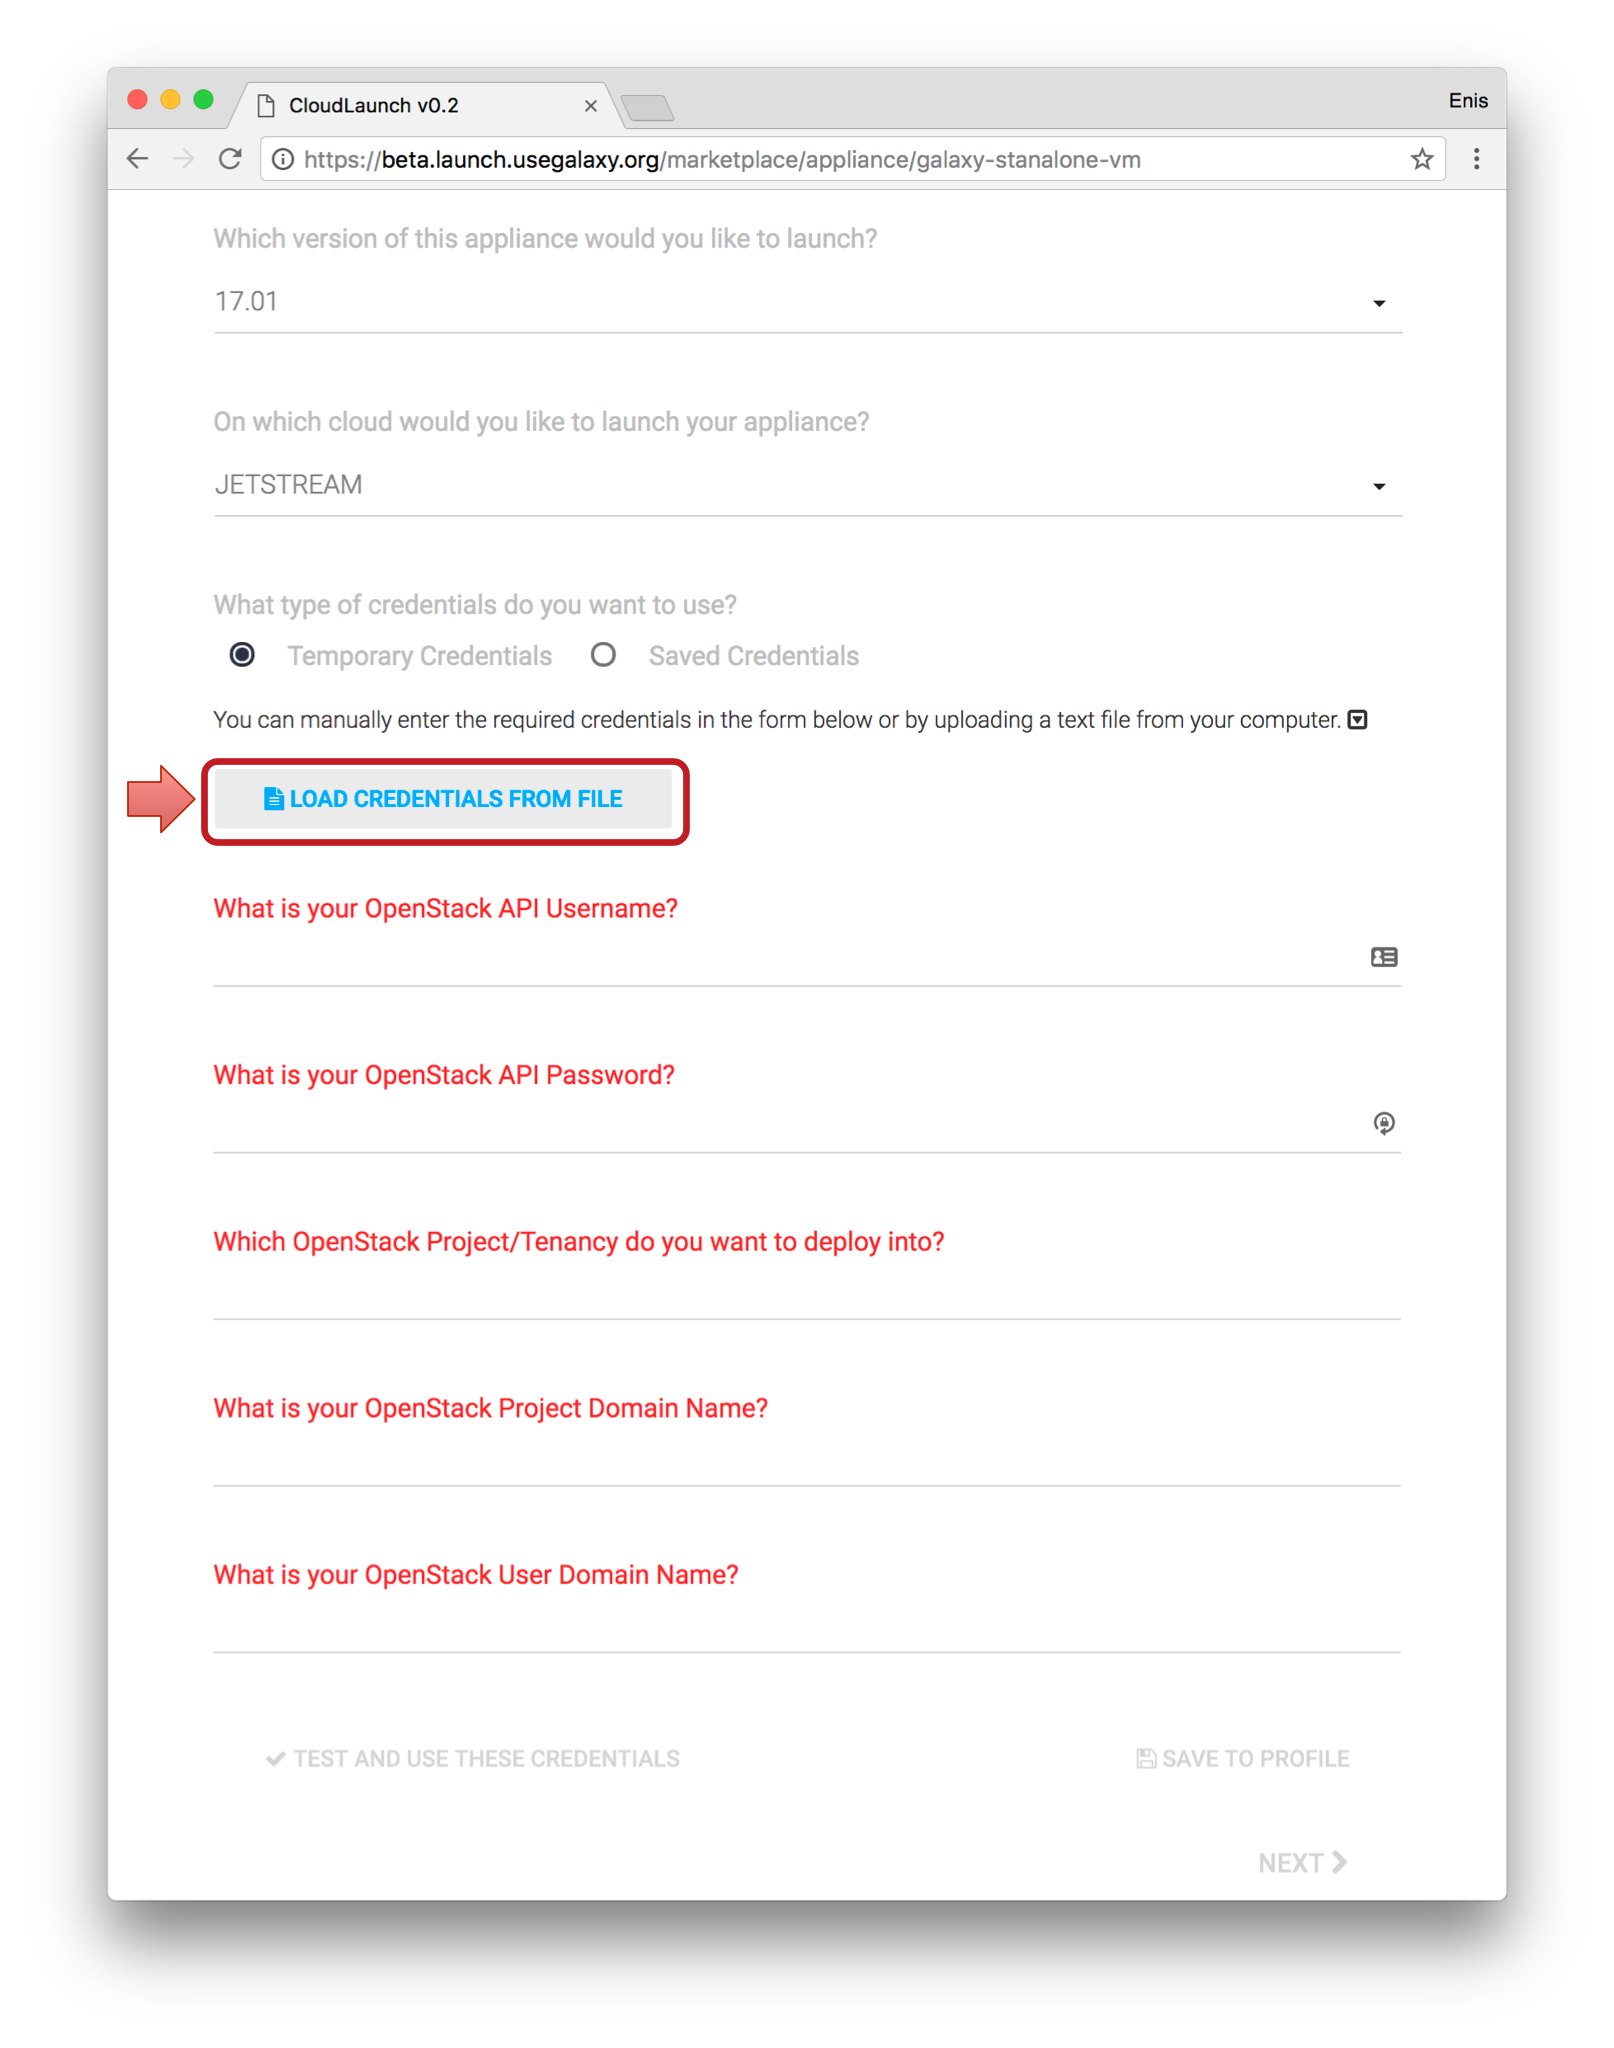 CloudLaunch v0.2
Enis
https://beta.launch.usegalaxy.org/marketplace/appliance/galaxy-stanalone-vm
Which version of this appliance would you like to launch?
17.01
On which cloud would you like to launch your appliance?
JETSTREAM
What type of credentials do you want to use?
Temporary Credentials Saved Credentials
You can manually enter the required credentials in the form below or by uploading a text file from your computer.
LOAD CREDENTIALS FROM FILE
What is your OpenStack API Username?
What is your OpenStack API Password?
Which OpenStack Project/Tenancy do you want to deploy into?
What is your OpenStack Project Domain Name?
What is your OpenStack User Domain Name?
TEST AND USE THESE CREDENTIALS SAVE TO PROFILE
NEXT